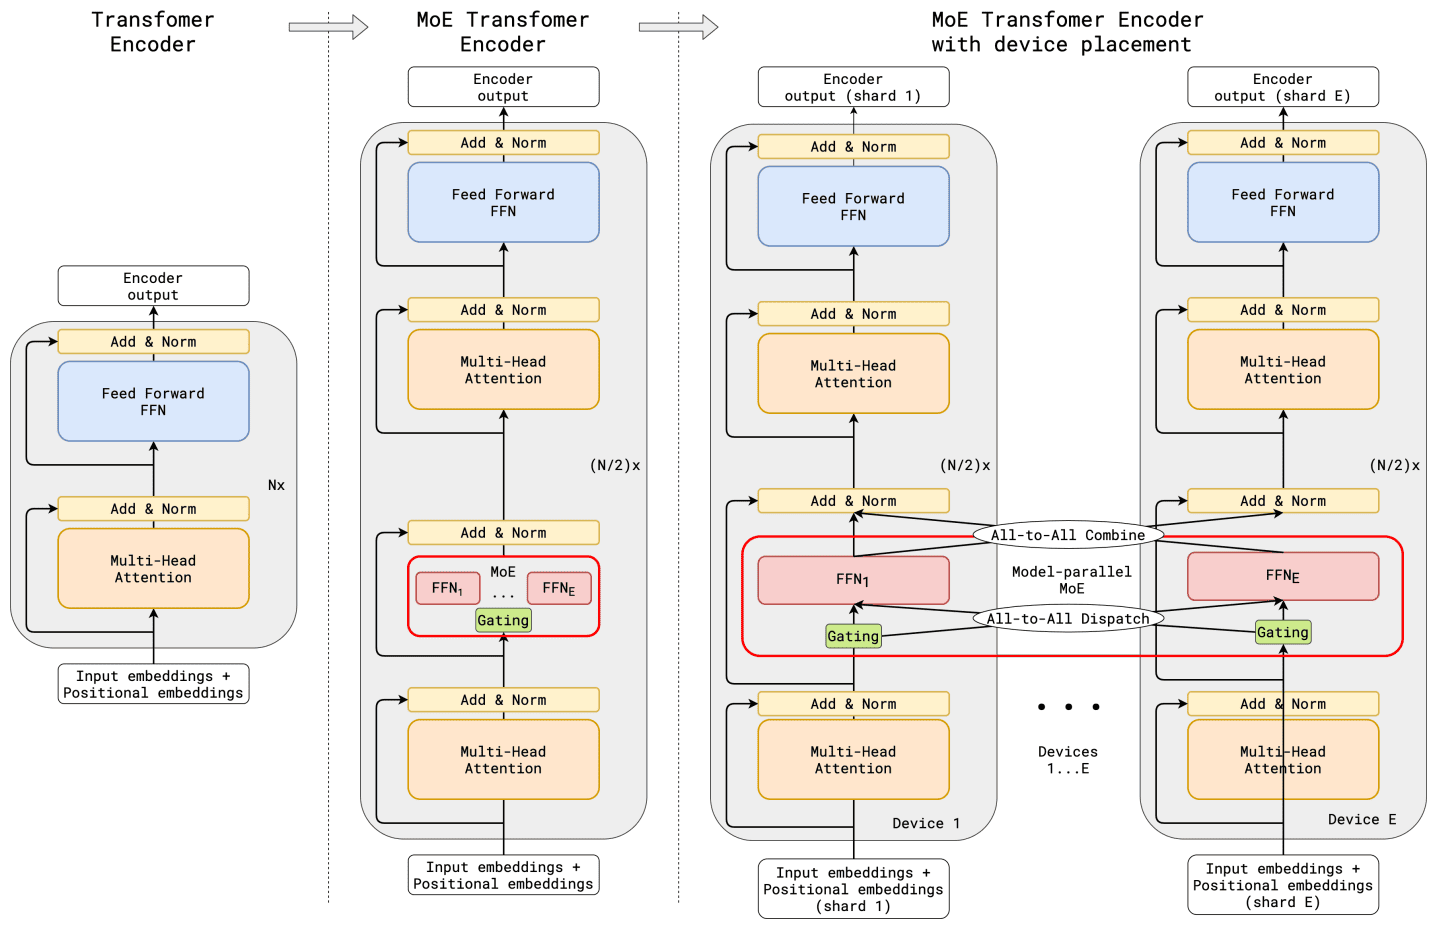 Transfomer
Encoder
Encoder
output
Add & Norm
Feed Forward
FFN
Nx
Add & Norm
Multi-Head
Attention
Input embeddings +
Positional embeddings
MoE Transfomer
Encoder
Encoder
output
Add & Norm
Feed Forward
FFN
Add & Norm
Multi-Head
Attention
(N/2)x
Add & Norm
MoE
FFN1 ... FFNE
Gating
Add & Norm
Multi-Head
Attention
Input embeddings +
Positional embeddings
MoE Transfomer Encoder
with device placement
Encoder
output (shard 1)
Add & Norm
Feed Forward
FFN
Add & Norm
Multi-Head
Attention
(N/2)x
Add & Norm
FFN1
Gating
Add & Norm
Multi-Head
Attention
Device 1
Input embeddings +
Positional embeddings
(shard 1)
All-to-All Combine
Model-parallel
MoE
All-to-All Dispatch
• • •
Devices
1...E
Encoder
output (shard E)
Add & Norm
Feed Forward
FFN
Add & Norm
Multi-Head
Attention
(N/2)x
Add & Norm
FFNE
Gating
Add & Norm
Multi-Head
Attention
Device E
Input embeddings +
Positional embeddings
(shard E)